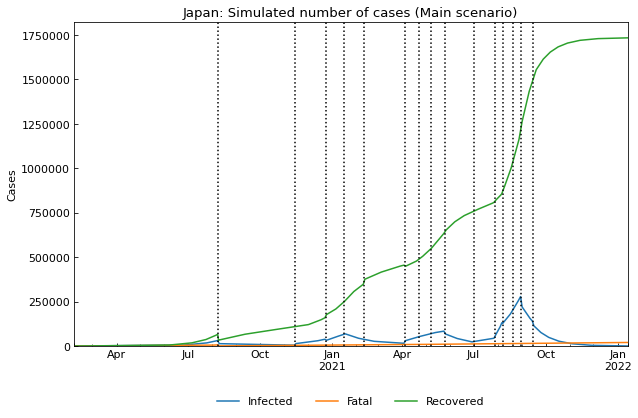 Japan: Simulated number of cases (Main scenario)
Cases
1750000
1500000
1250000
1000000
750000
500000
250000
0
Apr Jul Oct Jan Apr Jul Oct Jan
2021 2022
Infected Fatal Recovered